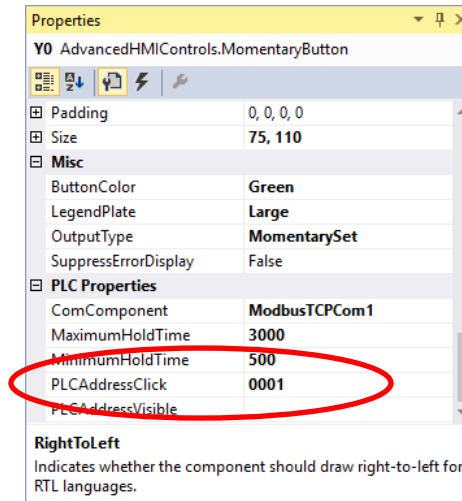 Properties
Y0 AdvancedHMIControls.MomentaryButton
Padding 0, 0, 0, 0
Size 75, 110
Misc
ButtonColor Green
LegendPlate Large
OutputType MomentarySet
SuppressErrorDisplay False
PLC Properties
ComComponent ModbusTCPCom1
MaximumHoldTime 3000
MinimumHoldTime 500
PLCAddressClick 0001
PLCAddressVisible
RightToLeft
Indicates whether the component should draw right-to-left for
RTL languages.